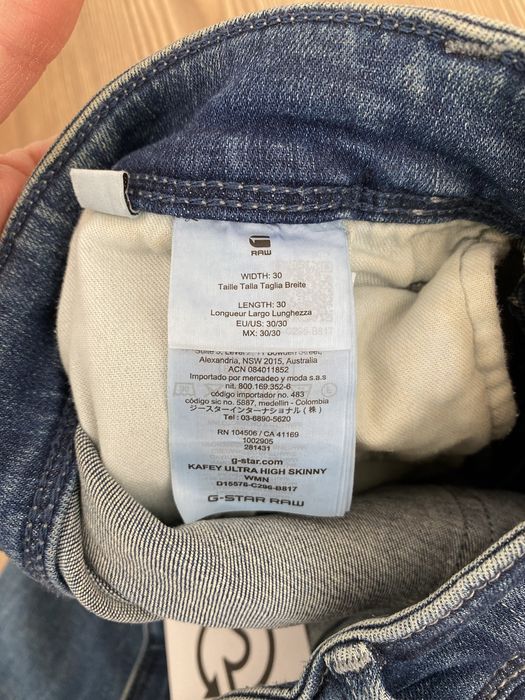 RAW
WIDTH: 30
Taille Talla Taglia Breite
LENGTH: 30
Longueur Largo Lunghezza
EU/US: 30/30
MX: 30/30
C296-B817
Alexandria, NSW 2015, Australia
ACN 084011852
Importado por mercadeo y moda s.a.s
nit. 800.169.352-6
código importador no. 483
código sic no. 5887, medellin - Colombia
ジースターインターナショナル ( 株 )
Tel : 03-6890-5620
RN 104506 / CA 41169
1002905
281431
g-star.com
KAFEY ULTRA HIGH SKINNY
WMN
D15578-C296-B817
G-STAR RAW